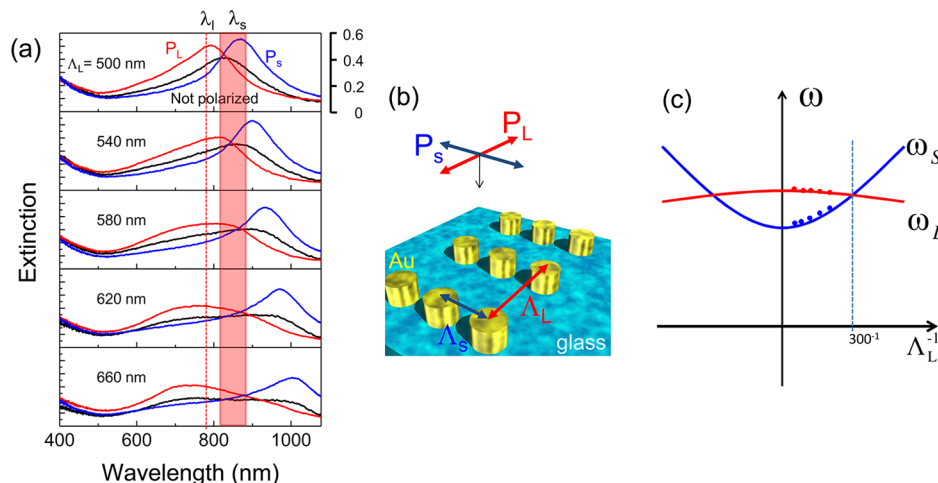 (a)
λl λs
PL Ps
ΛL= 500 nm
Not polarized
0.6
0.4
0.2
0
540 nm
580 nm
620 nm
660 nm
Extinction
400 600 800 1000
Wavelength (nm)
(b)
PL
Ps
Au
ΛL
Λs
glass
(c)
ω
ωS
ωL
300-1
ΛL-1